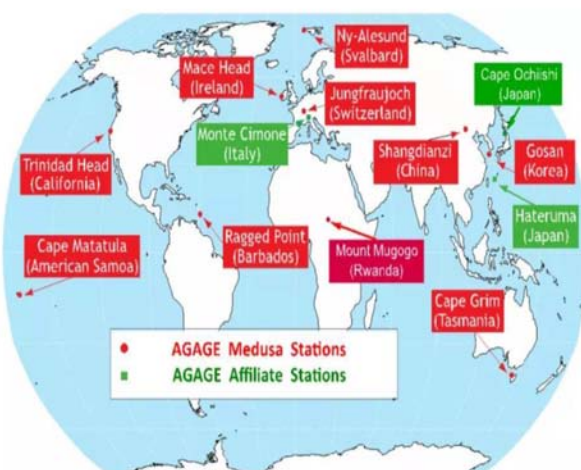 Ny-Alesund
(Svalbard)
Mace Head
(Ireland)
Jungfraujoch
(Switzerland)
Cape Ochiishi
(Japan)
Monte Cimone
(Italy)
Trinidad Head
(California)
Shangdianzi
(China)
Gosan
(Korea)
Hateruma
(Japan)
Cape Matatula
(American Samoa)
Ragged Point
(Barbados)
Mount Mugogo
(Rwanda)
Cape Grim
(Tasmania)
AGAGE Medusa Stations
AGAGE Affiliate Stations